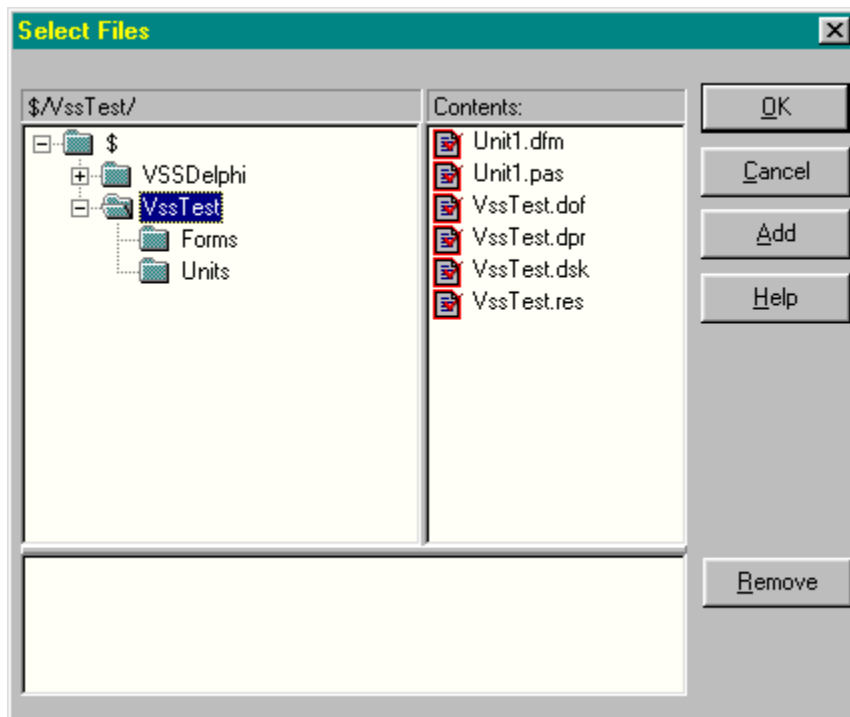 Select Files
$/VssTest/
Contents:
OK
$
VSSDelphi
VssTest
Forms
Units
Unit1.dfm
Unit1.pas
VssTest.dof
VssTest.dpr
VssTest.dsk
VssTest.res
Cancel
Add
Help
Remove